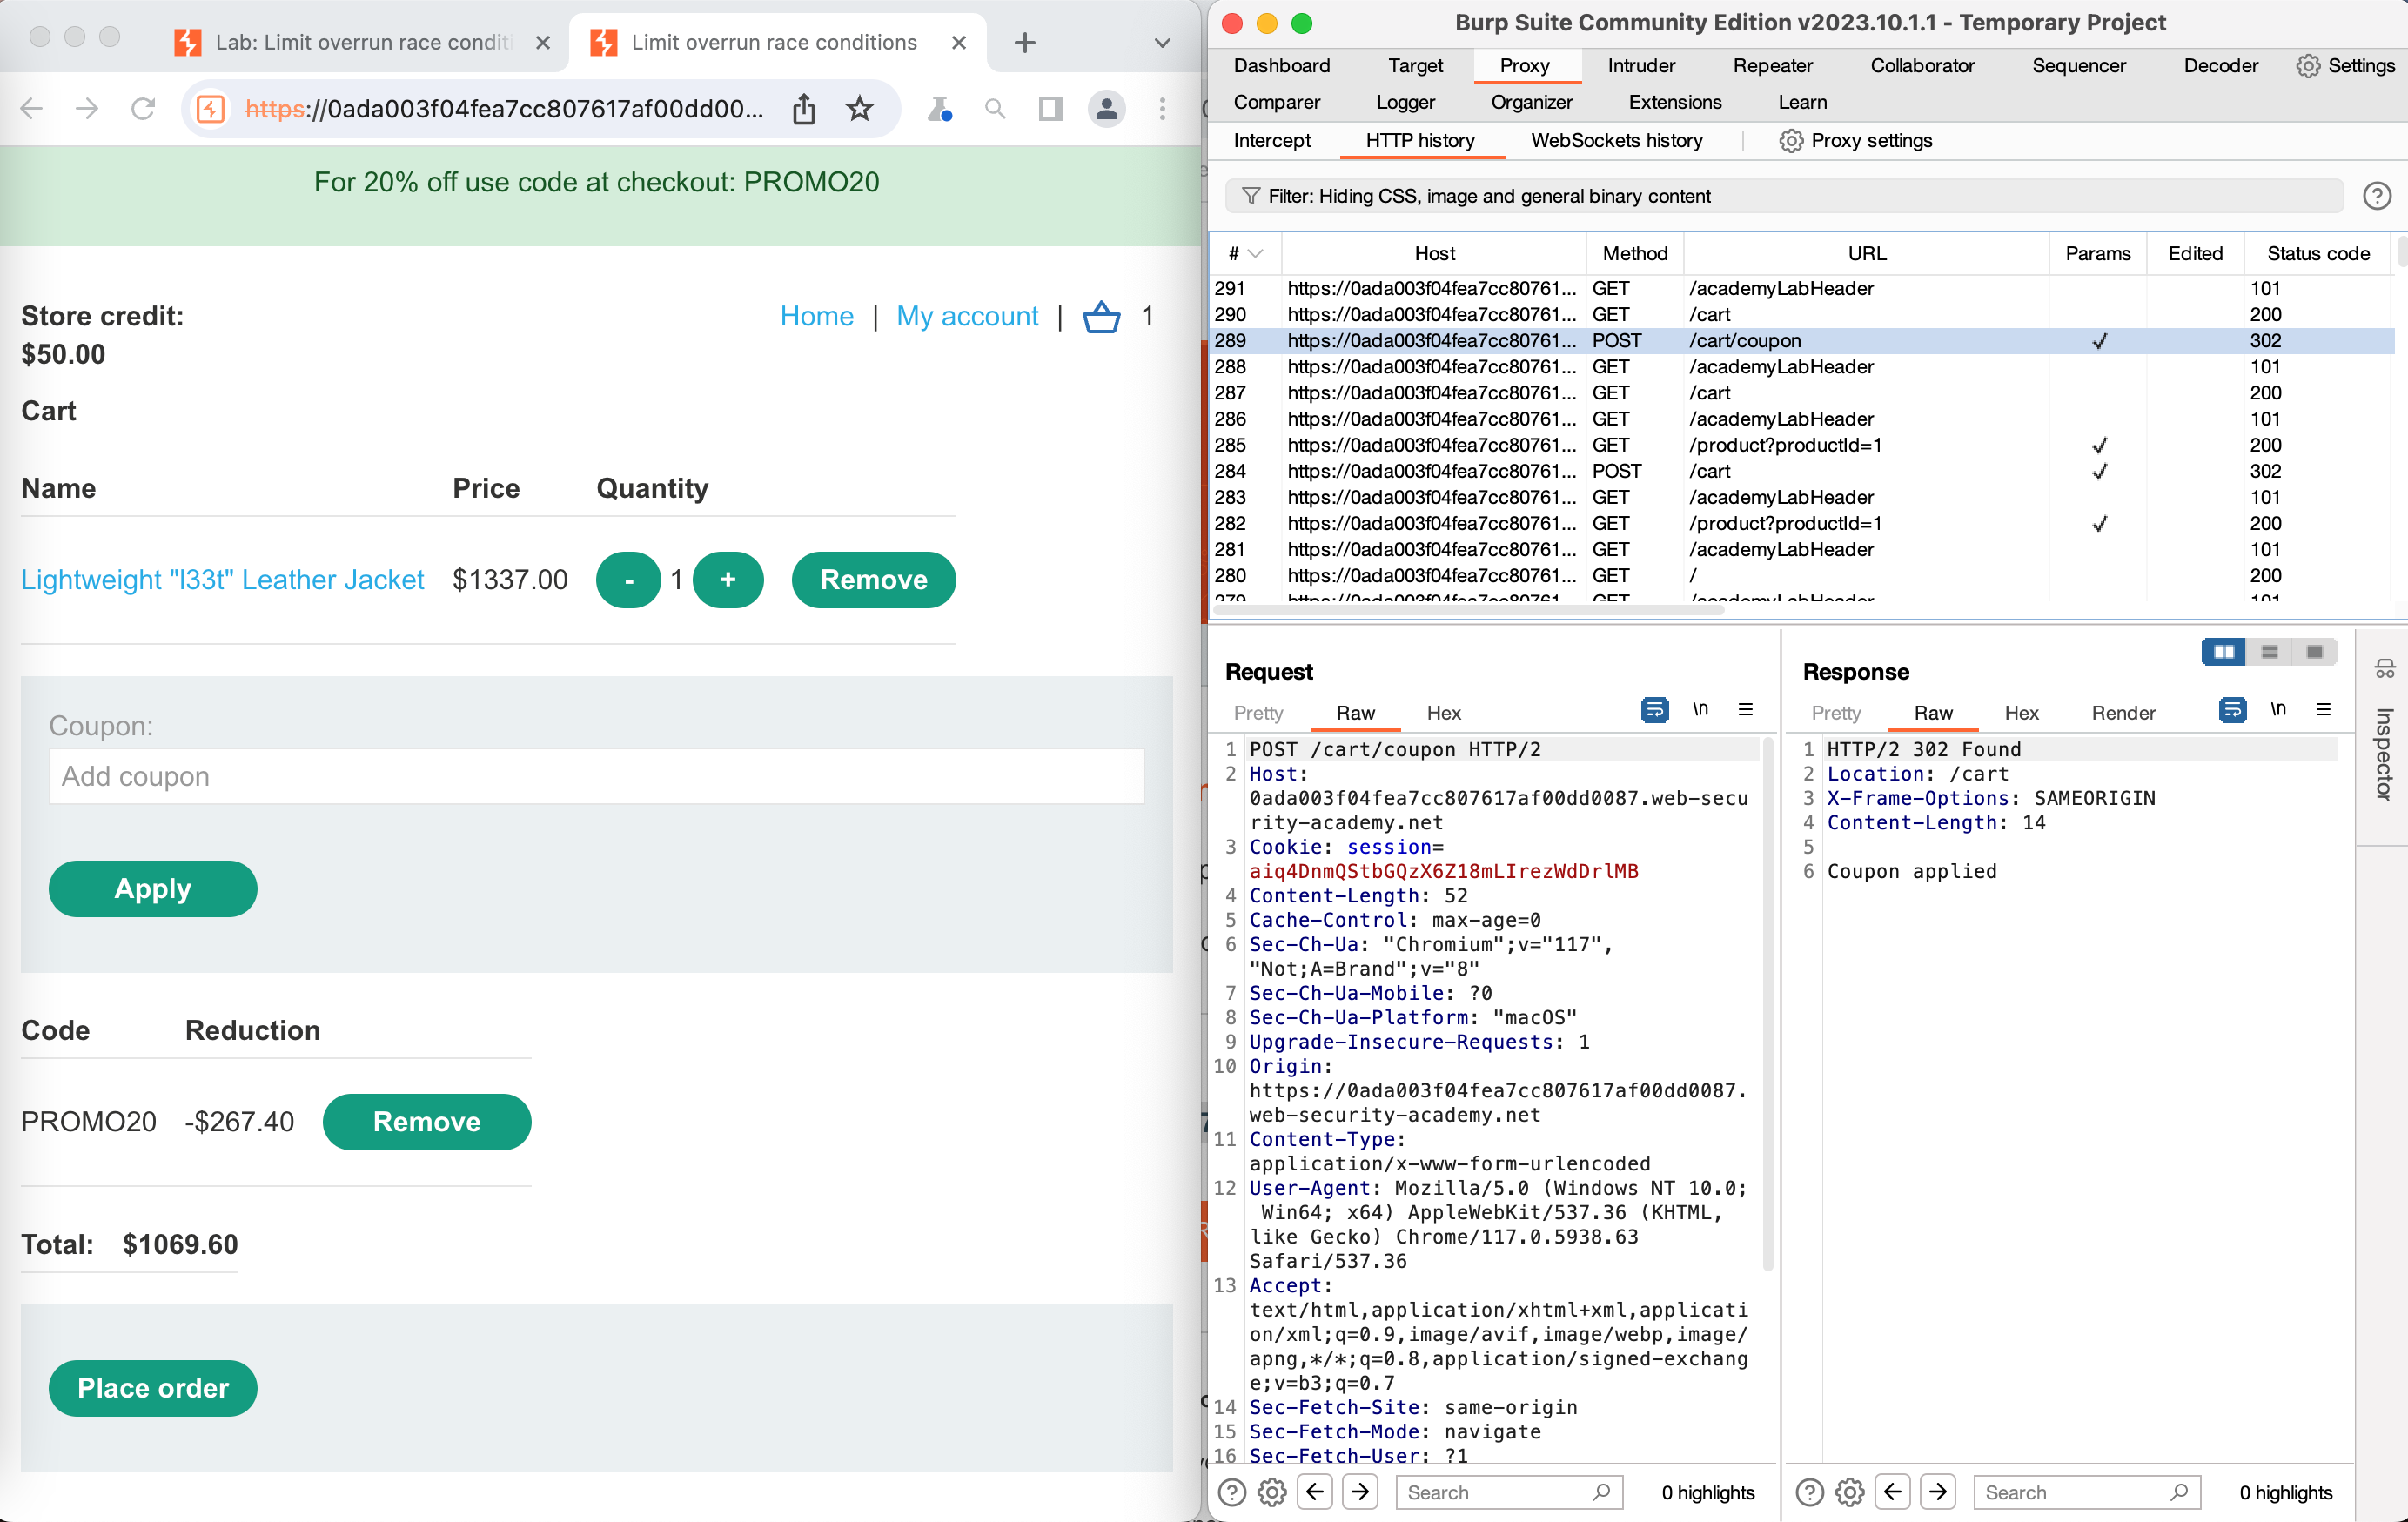 Lab: Limit overrun race conditi
Limit overrun race conditions
https://0ada003f04fea7cc807617af00dd00...
For 20% off use code at checkout: PROMO20
Store credit:
$50.00
Home | My account | 1
Cart
Name Price Quantity
Lightweight "l33t" Leather Jacket $1337.00 - 1 + Remove
Coupon:
Add coupon
Apply
Code Reduction
PROMO20 -$267.40 Remove
Total: $1069.60
Place order
Burp Suite Community Edition v2023.10.1.1 - Temporary Project
Dashboard Target Proxy Intruder Repeater Collaborator Sequencer Decoder Settings
Comparer Logger Organizer Extensions Learn
Intercept HTTP history WebSockets history Proxy settings
Filter: Hiding CSS, image and general binary content
# Host Method URL Params Edited Status code
291 https://0ada003f04fea7cc80761... GET /academyLabHeader 101
290 https://0ada003f04fea7cc80761... GET /cart 200
289 https://0ada003f04fea7cc80761... POST /cart/coupon ✓ 302
288 https://0ada003f04fea7cc80761... GET /academyLabHeader 101
287 https://0ada003f04fea7cc80761... GET /cart 200
286 https://0ada003f04fea7cc80761... GET /academyLabHeader 101
285 https://0ada003f04fea7cc80761... GET /product?productId=1 ✓ 200
284 https://0ada003f04fea7cc80761... POST /cart ✓ 302
283 https://0ada003f04fea7cc80761... GET /academyLabHeader 101
282 https://0ada003f04fea7cc80761... GET /product?productId=1 ✓ 200
281 https://0ada003f04fea7cc80761... GET /academyLabHeader 101
280 https://0ada003f04fea7cc80761... GET / 200
279 https://0ada003f04fea7cc80761... GET /academyLabHeader 101
Request
Pretty Raw Hex \n
1 POST /cart/coupon HTTP/2
2 Host:
0ada003f04fea7cc807617af00dd0087.web-secu
rity-academy.net
3 Cookie: session=
aiq4DnmQStbGQzX6Z18mLIrezWdDrlMB
4 Content-Length: 52
5 Cache-Control: max-age=0
6 Sec-Ch-Ua: "Chromium";v="117",
"Not;A=Brand";v="8"
7 Sec-Ch-Ua-Mobile: ?0
8 Sec-Ch-Ua-Platform: "macOS"
9 Upgrade-Insecure-Requests: 1
10 Origin:
https://0ada003f04fea7cc807617af00dd0087.
web-security-academy.net
11 Content-Type:
application/x-www-form-urlencoded
12 User-Agent: Mozilla/5.0 (Windows NT 10.0;
Win64; x64) AppleWebKit/537.36 (KHTML,
like Gecko) Chrome/117.0.5938.63
Safari/537.36
13 Accept:
text/html,application/xhtml+xml,applicati
on/xml;q=0.9,image/avif,image/webp,image/
apng,*/*;q=0.8,application/signed-exchang
e;v=b3;q=0.7
14 Sec-Fetch-Site: same-origin
15 Sec-Fetch-Mode: navigate
16 Sec-Fetch-User: ?1
Search 0 highlights
Response
Pretty Raw Hex Render \n
1 HTTP/2 302 Found
2 Location: /cart
3 X-Frame-Options: SAMEORIGIN
4 Content-Length: 14
5
6 Coupon applied
Search 0 highlights
Inspector